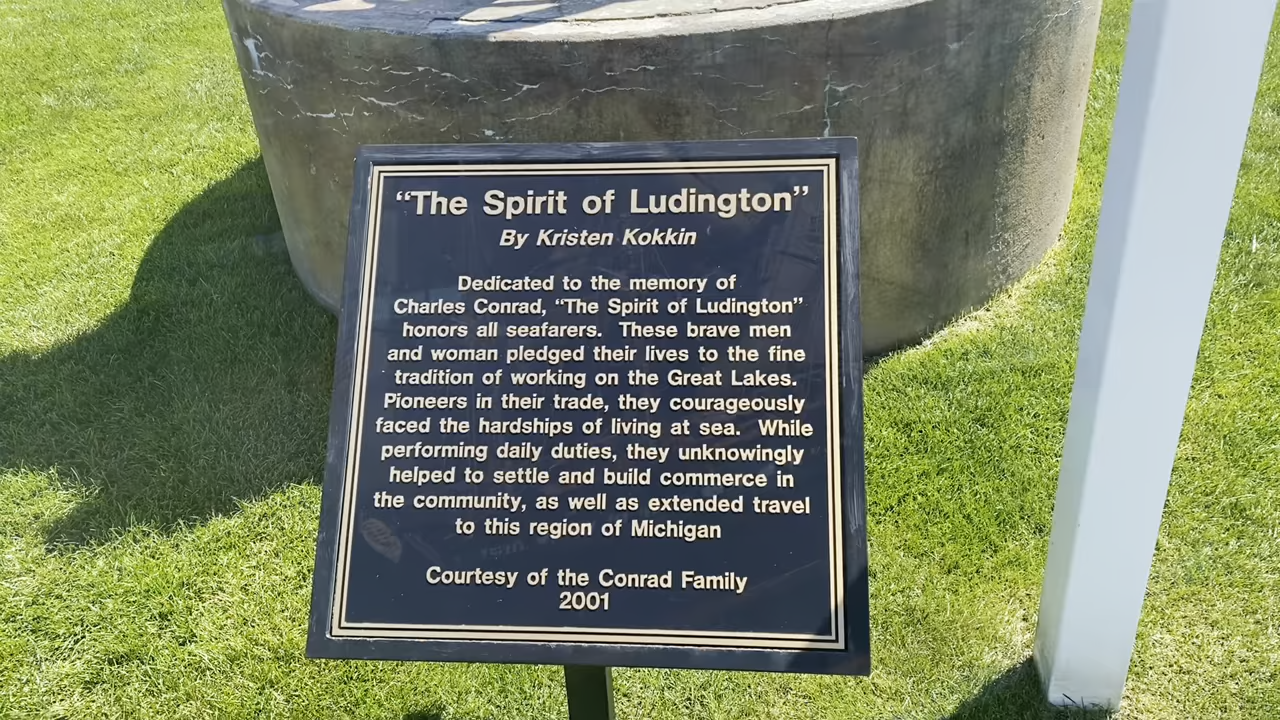 “The Spirit of Ludington”
By Kristen Kokkin
Dedicated to the memory of
Charles Conrad, “The Spirit of Ludington”
honors all seafarers. These brave men
and woman pledged their lives to the fine
tradition of working on the Great Lakes.
Pioneers in their trade, they courageously
faced the hardships of living at sea. While
performing daily duties, they unknowingly
helped to settle and build commerce in
the community, as well as extended travel
to this region of Michigan
Courtesy of the Conrad Family
2001